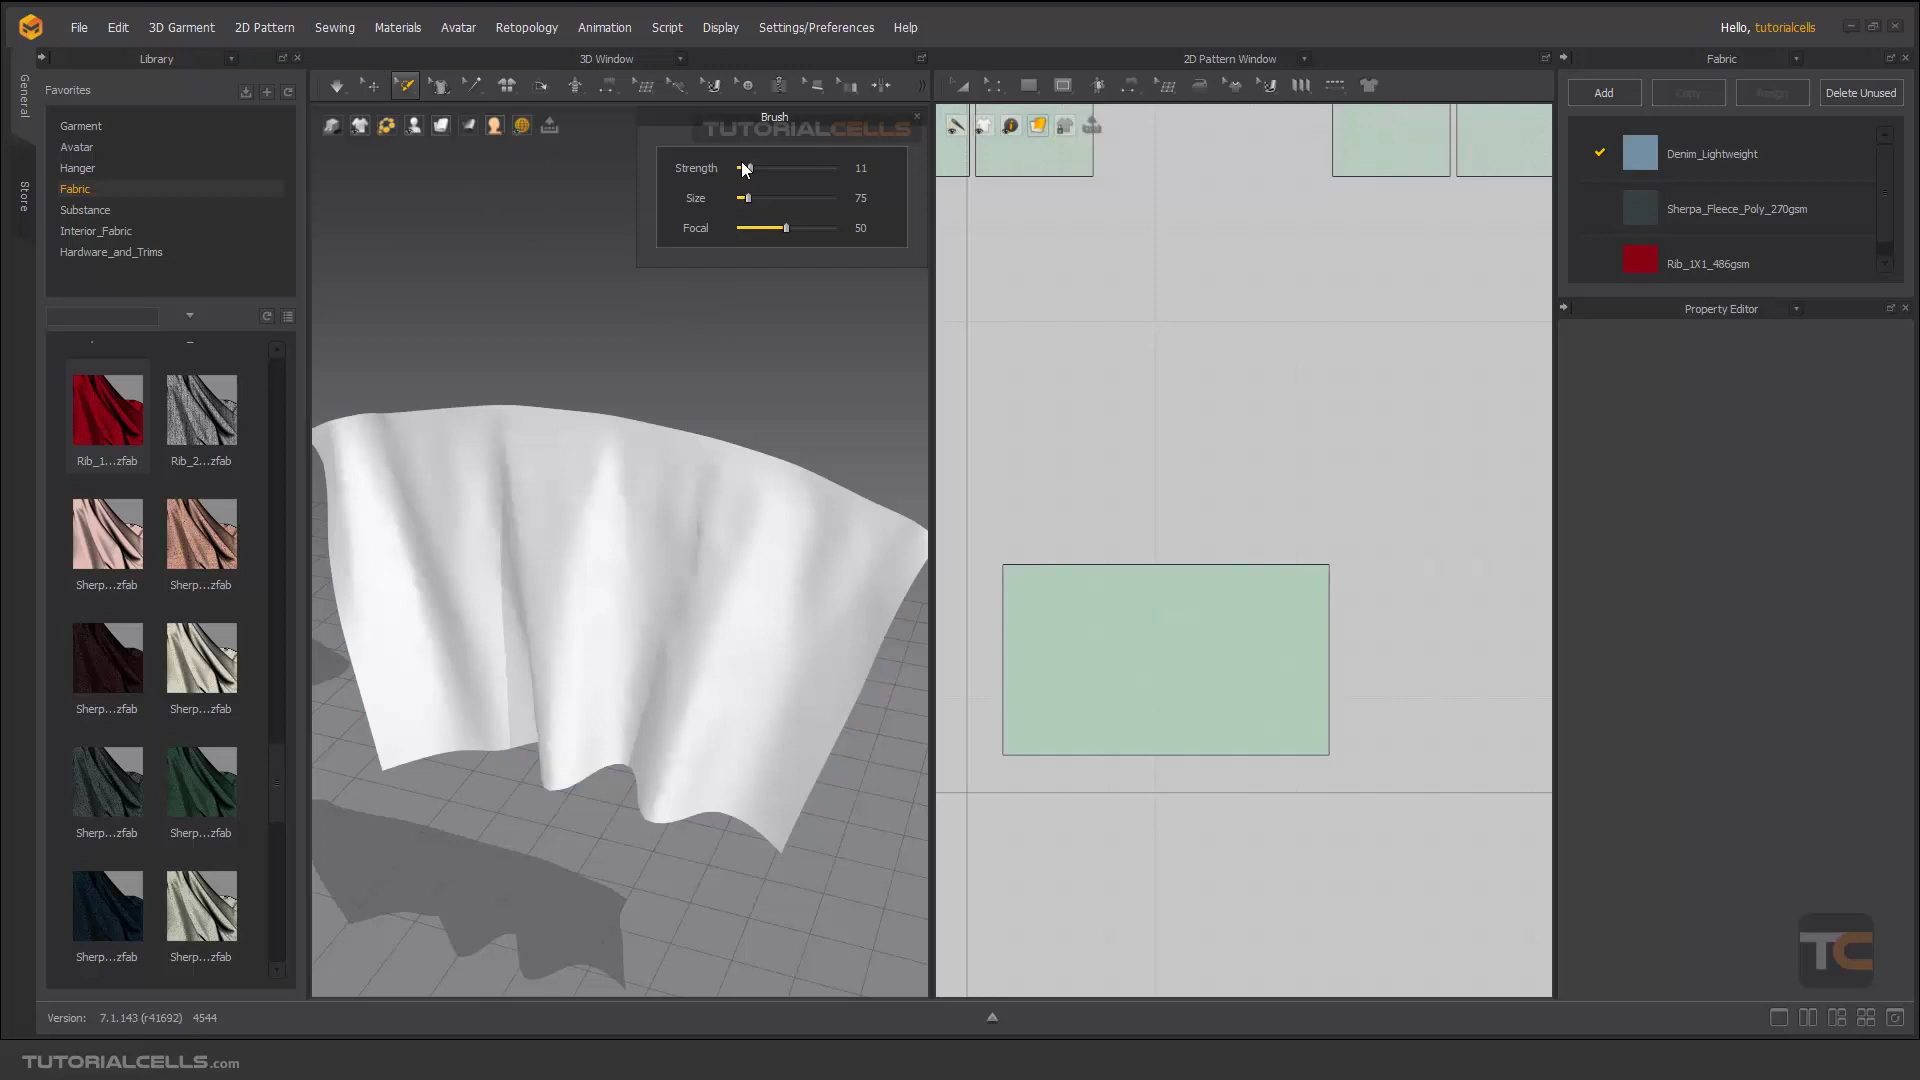 File Edit 3D Garment 2D Pattern Sewing Materials Avatar Retopology Animation Script Display Settings/Preferences Help
Hello, tutorialcells
Library
3D Window
2D Pattern Window
Fabric
General
Store
Favorites
Garment
Avatar
Hanger
Fabric
Substance
Interior_Fabric
Hardware_and_Trims
Rib_1...zfab Rib_2...zfab
Sherp...zfab Sherp...zfab
Sherp...zfab Sherp...zfab
Sherp...zfab Sherp...zfab
Sherp...zfab Sherp...zfab
Brush
TUTORIALCELLS
Strength 11
Size 75
Focal 50
Add Copy Assign Delete Unused
Denim_Lightweight
Sherpa_Fleece_Poly_270gsm
Rib_1X1_486gsm
Property Editor
TC
Version: 7.1.143 (r41692) 4544
TUTORIALCELLS.com